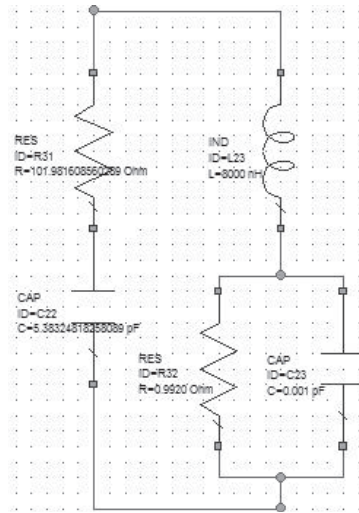 RES
ID=R31
R=101.981608560289 Ohm
IND
ID=L23
L=8000 nH
CAP
ID=C22
C=5.38324818258089 pF
RES
ID=R32
R=0.9920 Ohm
CAP
ID=C23
C=0.001 pF